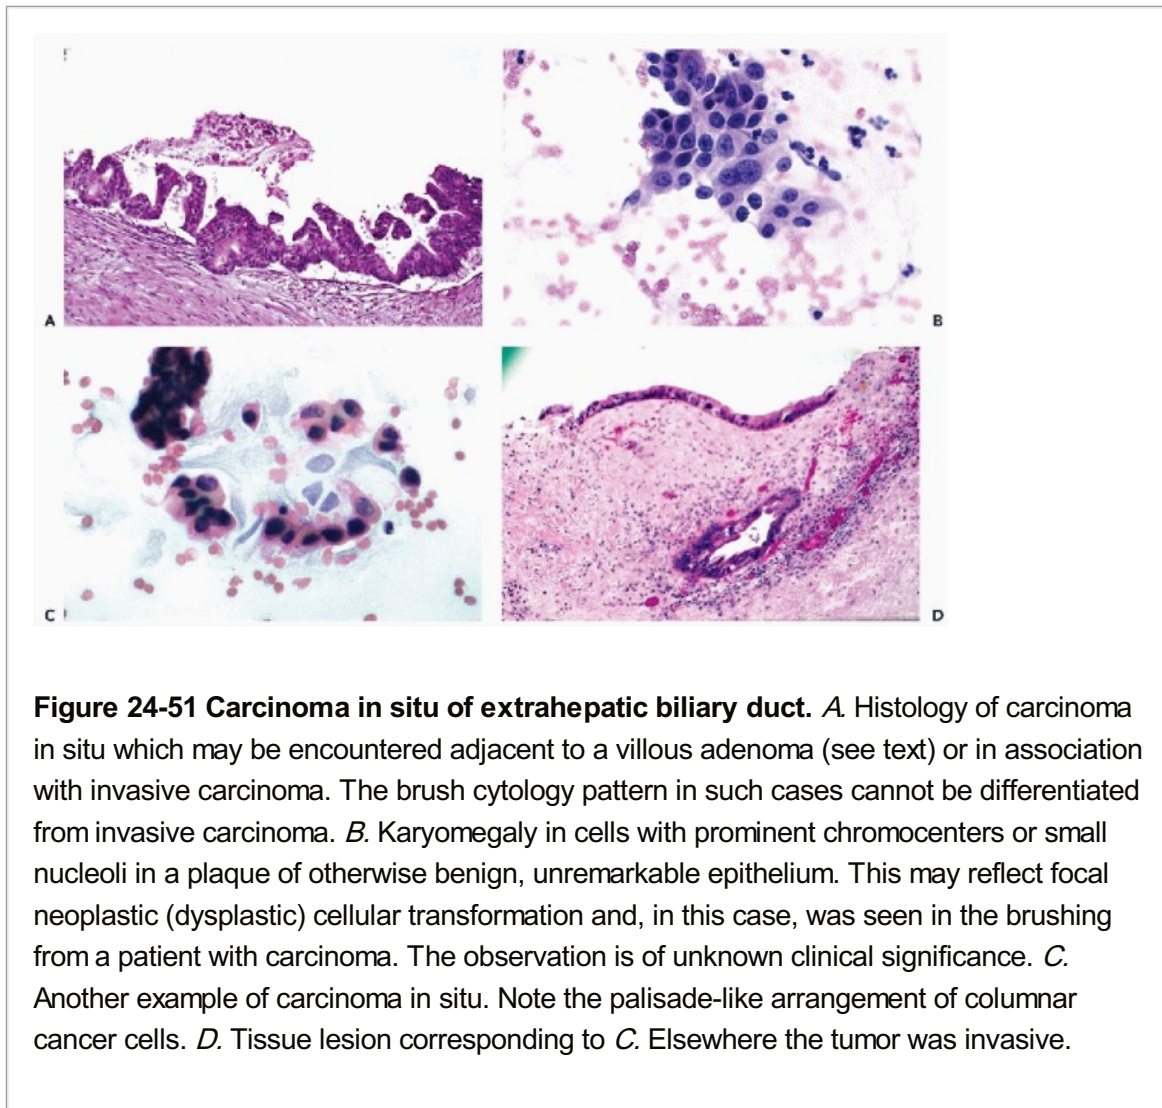 A
B
C
D
Figure 24-51 Carcinoma in situ of extrahepatic biliary duct. A. Histology of carcinoma
in situ which may be encountered adjacent to a villous adenoma (see text) or in association
with invasive carcinoma. The brush cytology pattern in such cases cannot be differentiated
from invasive carcinoma. B. Karyomegaly in cells with prominent chromocenters or small
nucleoli in a plaque of otherwise benign, unremarkable epithelium. This may reflect focal
neoplastic (dysplastic) cellular transformation and, in this case, was seen in the brushing
from a patient with carcinoma. The observation is of unknown clinical significance. C.
Another example of carcinoma in situ. Note the palisade-like arrangement of columnar
cancer cells. D. Tissue lesion corresponding to C. Elsewhere the tumor was invasive.